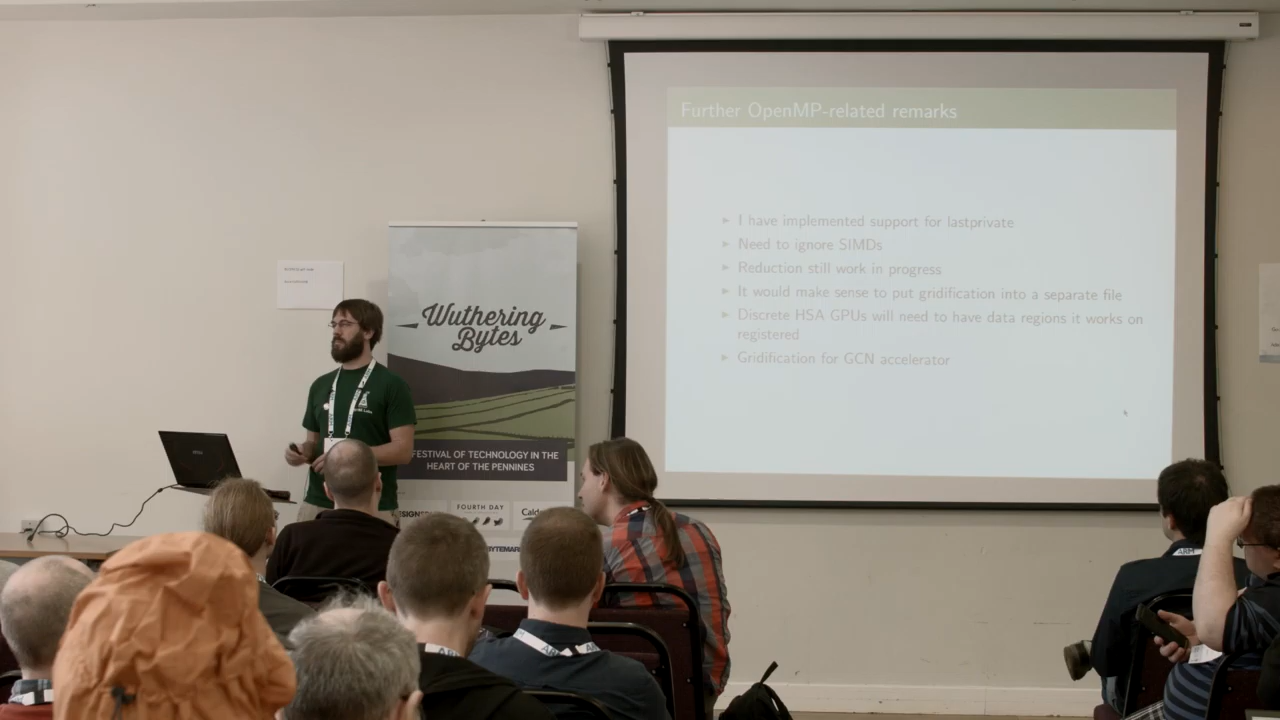 Further OpenMP-related remarks
I have implemented support for lastprivate
Need to ignore SIMDs
Reduction still work in progress
It would make sense to put gridification into a separate file
Discrete HSA GPUs will need to have data regions it works on
registered
Gridification for GCN accelerator
Wuthering
Bytes
FESTIVAL OF TECHNOLOGY IN THE
HEART OF THE PENNINES
FOURTH DAY
ARM
ARM